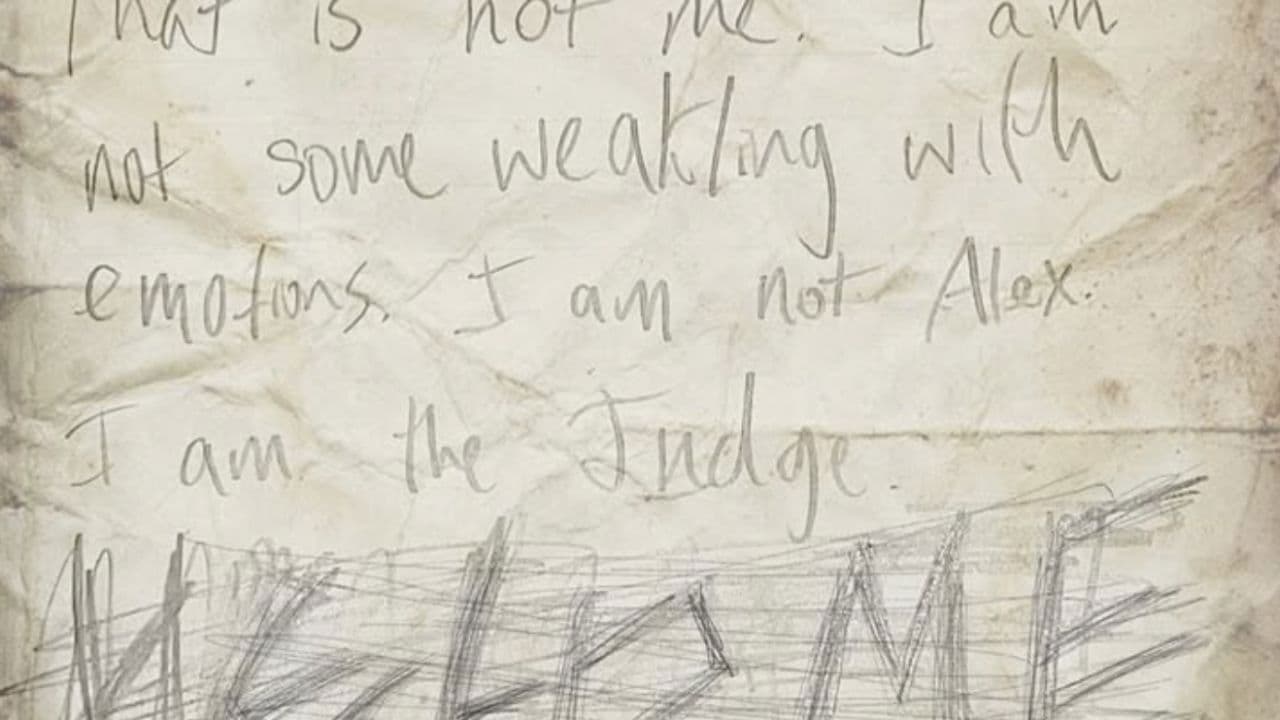 That is not me. I am
not some weakling with
emotions. I am not Alex.
I am the Judge.
HELP ME